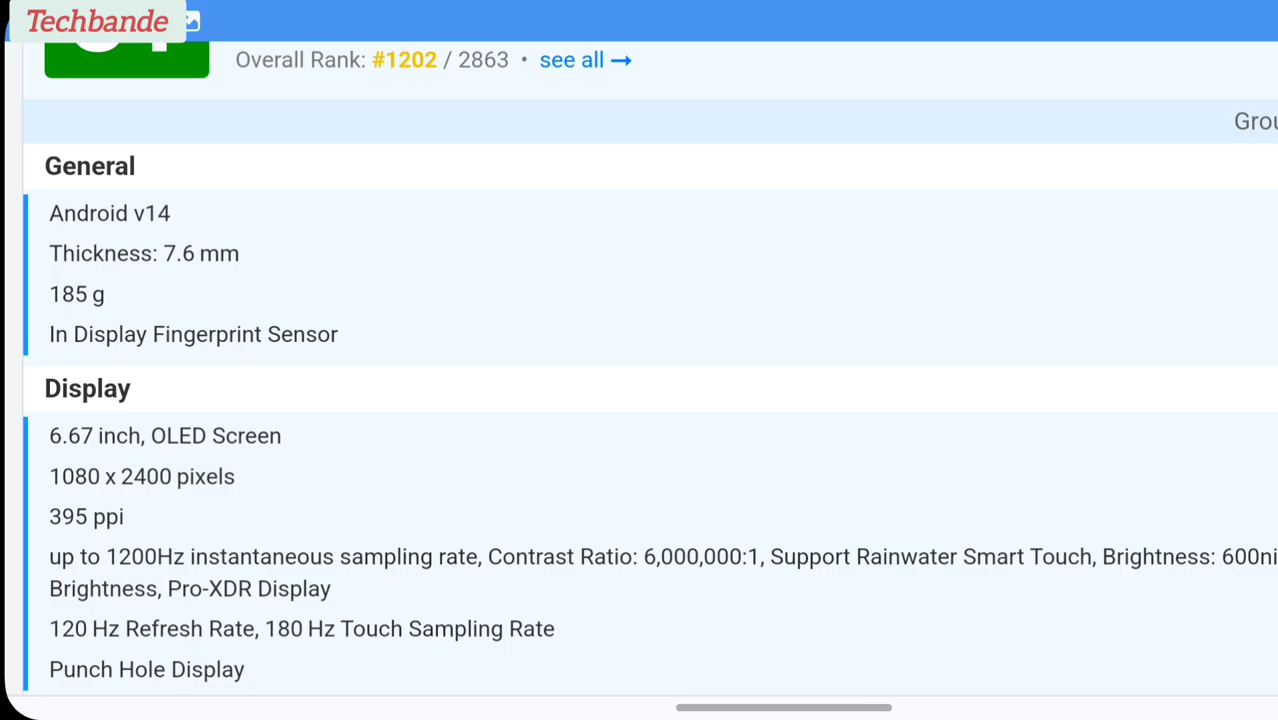 Techbande
Overall Rank: #1202 / 2863 • see all →
General
Android v14
Thickness: 7.6 mm
185 g
In Display Fingerprint Sensor
Display
6.67 inch, OLED Screen
1080 x 2400 pixels
395 ppi
up to 1200Hz instantaneous sampling rate, Contrast Ratio: 6,000,000:1, Support Rainwater Smart Touch, Brightness: 600ni
Brightness, Pro-XDR Display
120 Hz Refresh Rate, 180 Hz Touch Sampling Rate
Punch Hole Display